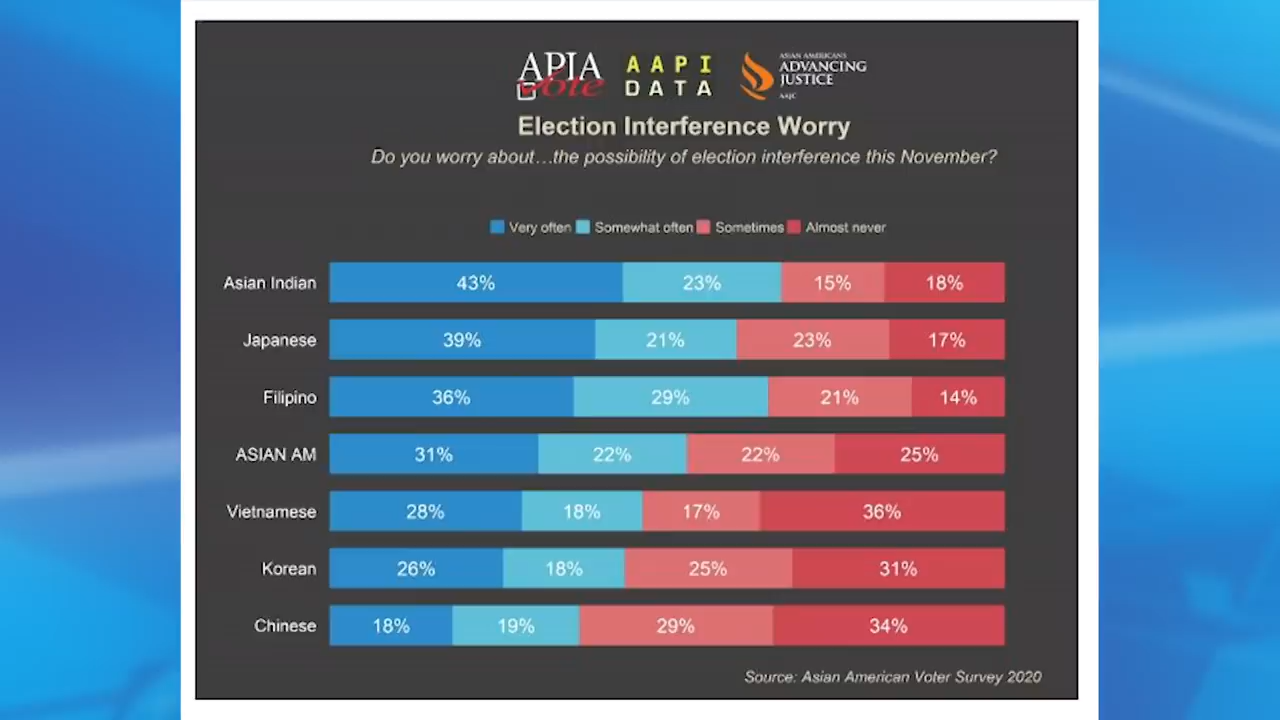 APIA
Vote
AAPI
DATA
ASIAN AMERICANS
ADVANCING
JUSTICE
AAJC
Election Interference Worry
Do you worry about...the possibility of election interference this November?
Very often Somewhat often Sometimes Almost never
Asian Indian 43% 23% 15% 18%
Japanese 39% 21% 23% 17%
Filipino 36% 29% 21% 14%
ASIAN AM 31% 22% 22% 25%
Vietnamese 28% 18% 17% 36%
Korean 26% 18% 25% 31%
Chinese 18% 19% 29% 34%
Source: Asian American Voter Survey 2020